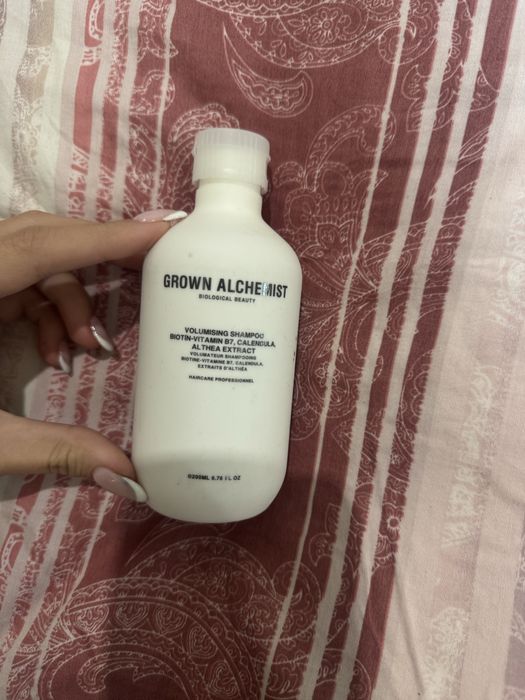 GROWN ALCHEMIST
BIOLOGICAL BEAUTY
VOLUMISING SHAMPOO
BIOTIN-VITAMIN B7, CALENDULA,
ALTHEA EXTRACT
VOLUMATEUR SHAMPOOING
BIOTINE-VITAMINE B7, CALENDULA,
EXTRAITS D'ALTHÉA
HAIRCARE PROFESSIONNEL
℮200ML 6.76 FL OZ